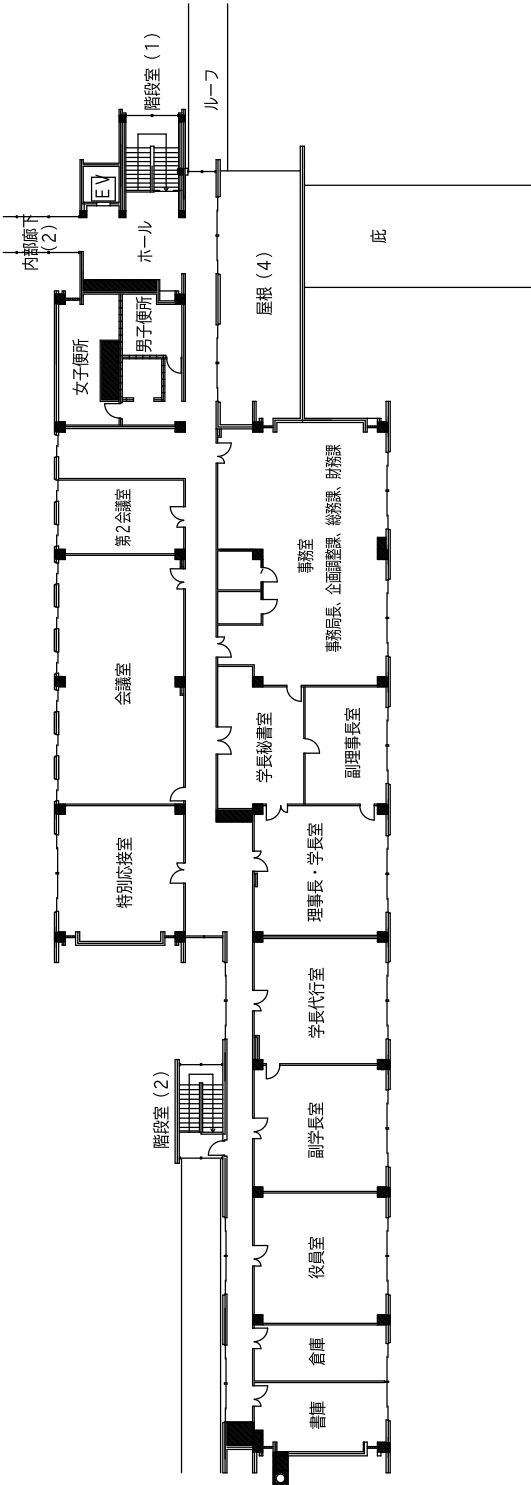 階段室（1）
ルーフ
EV
内部廊下
（2）
ホール
庇
屋根（4）
男子便所
女子便所
第2会議室
事務室
事務局長、企画調整課、総務課、財務課
会議室
学長秘書室
副理事長室
特別応接室
理事長・学長室
学長代行室
階段室（2）
副学長室
役員室
倉庫
書庫